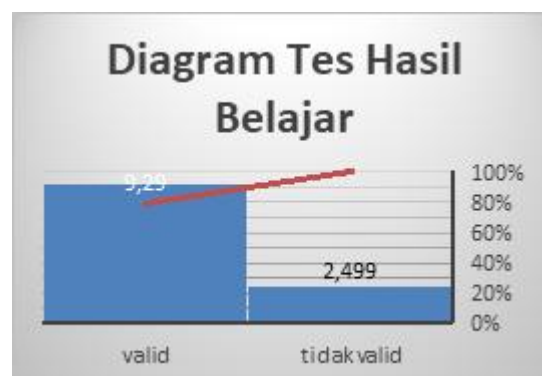 Diagram Tes Hasil
Belajar
9,29
2,499
100%
80%
60%
40%
20%
0%
valid
tidak valid